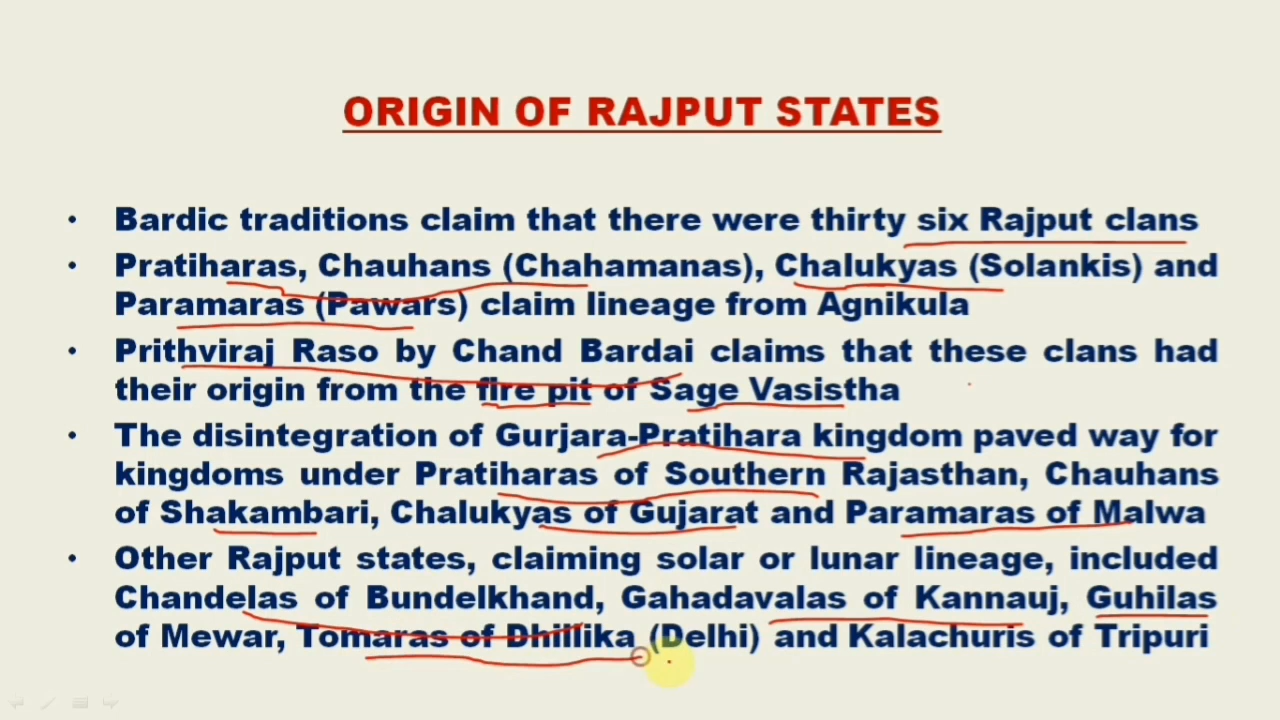 ORIGIN OF RAJPUT STATES
• Bardic traditions claim that there were thirty six Rajput clans
• Pratiharas, Chauhans (Chahamanas), Chalukyas (Solankis) and
Paramaras (Pawars) claim lineage from Agnikula
• Prithviraj Raso by Chand Bardai claims that these clans had
their origin from the fire pit of Sage Vasistha
• The disintegration of Gurjara-Pratihara kingdom paved way for
kingdoms under Pratiharas of Southern Rajasthan, Chauhans
of Shakambari, Chalukyas of Gujarat and Paramaras of Malwa
• Other Rajput states, claiming solar or lunar lineage, included
Chandelas of Bundelkhand, Gahadavalas of Kannauj, Guhilas
of Mewar, Tomaras of Dhillika (Delhi) and Kalachuris of Tripuri